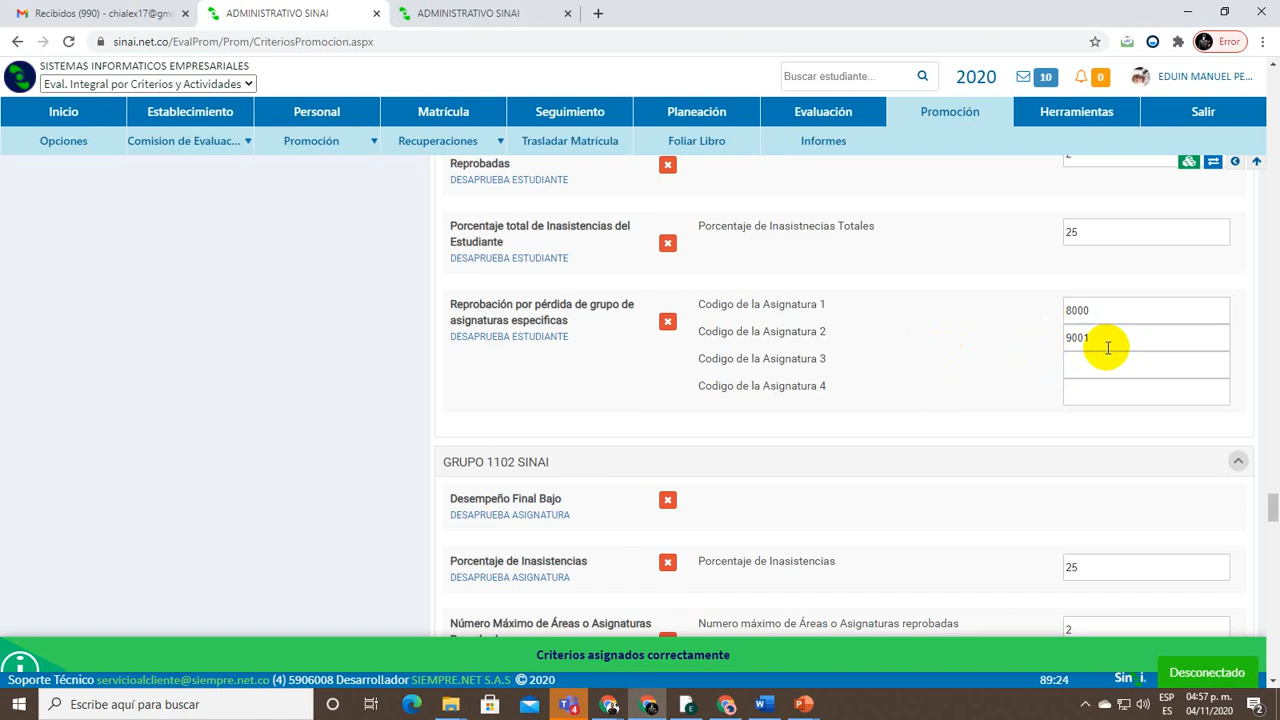 Recibidos (990) - chialex17@gma
ADMINISTRATIVO SINAI
ADMINISTRATIVO SINAI
sinai.net.co/EvalProm/Prom/CriteriosPromocion.aspx
Error
SISTEMAS INFORMATICOS EMPRESARIALES
Eval. Integral por Criterios y Actividades
Buscar estudiante...
2020
10
0
EDUIN MANUEL PE...
Inicio
Establecimiento
Personal
Matrícula
Seguimiento
Planeación
Evaluación
Promoción
Herramientas
Salir
Opciones
Comision de Evaluac...
Promoción
Recuperaciones
Trasladar Matrícula
Foliar Libro
Informes
Reprobadas
DESAPRUEBA ESTUDIANTE
Porcentaje total de Inasistencias del
Estudiante
DESAPRUEBA ESTUDIANTE
Porcentaje de Inasistnecias Totales
25
Reprobación por pérdida de grupo de
asignaturas especificas
DESAPRUEBA ESTUDIANTE
Codigo de la Asignatura 1
8000
Codigo de la Asignatura 2
9001
Codigo de la Asignatura 3
Codigo de la Asignatura 4
GRUPO 1102 SINAI
Desempeño Final Bajo
DESAPRUEBA ASIGNATURA
Porcentaje de Inasistencias
DESAPRUEBA ASIGNATURA
Porcentaje de Inasistencias
25
Número Máximo de Áreas o Asignaturas
Numero máximo de Áreas o Asignaturas reprobadas
2
Criterios asignados correctamente
Soporte Técnico servicioalcliente@siempre.net.co (4) 5906008 Desarrollador SIEMPRE.NET S.A.S © 2020
89:24
Desconectado
Escribe aquí para buscar
ESP
ES
04:57 p. m.
04/11/2020